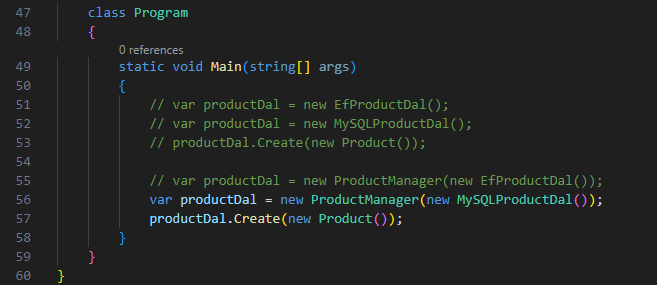 47 class Program
48 {
0 references
49 static void Main(string[] args)
50 {
51 // var productDal = new EfProductDal();
52 // var productDal = new MySQLProductDal();
53 // productDal.Create(new Product());
54
55 // var productDal = new ProductManager(new EfProductDal());
56 var productDal = new ProductManager(new MySQLProductDal());
57 productDal.Create(new Product());
58 }
59 }
60 }